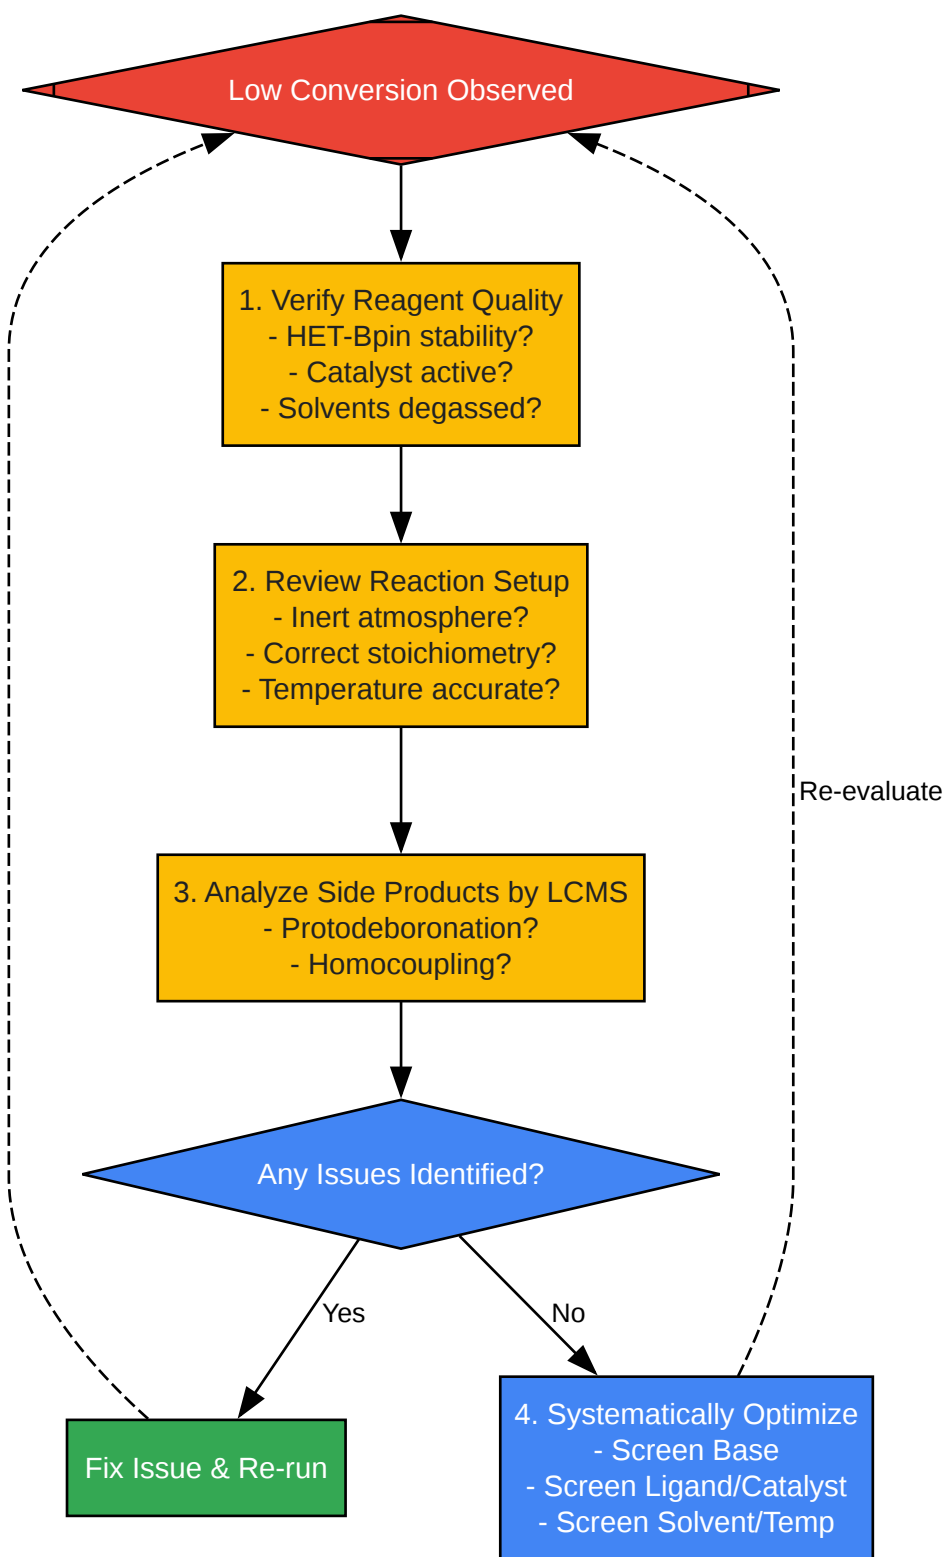 Low Conversion Observed
1. Verify Reagent Quality
- HET-Bpin stability?
- Catalyst active?
- Solvents degassed?
2. Review Reaction Setup
- Inert atmosphere?
- Correct stoichiometry?
- Temperature accurate?
Re-evaluate
3. Analyze Side Products by LCMS
- Protodeboronation?
- Homocoupling?
Any Issues Identified?
Yes
No
Fix Issue & Re-run
4. Systematically Optimize
- Screen Base
- Screen Ligand/Catalyst
- Screen Solvent/Temp